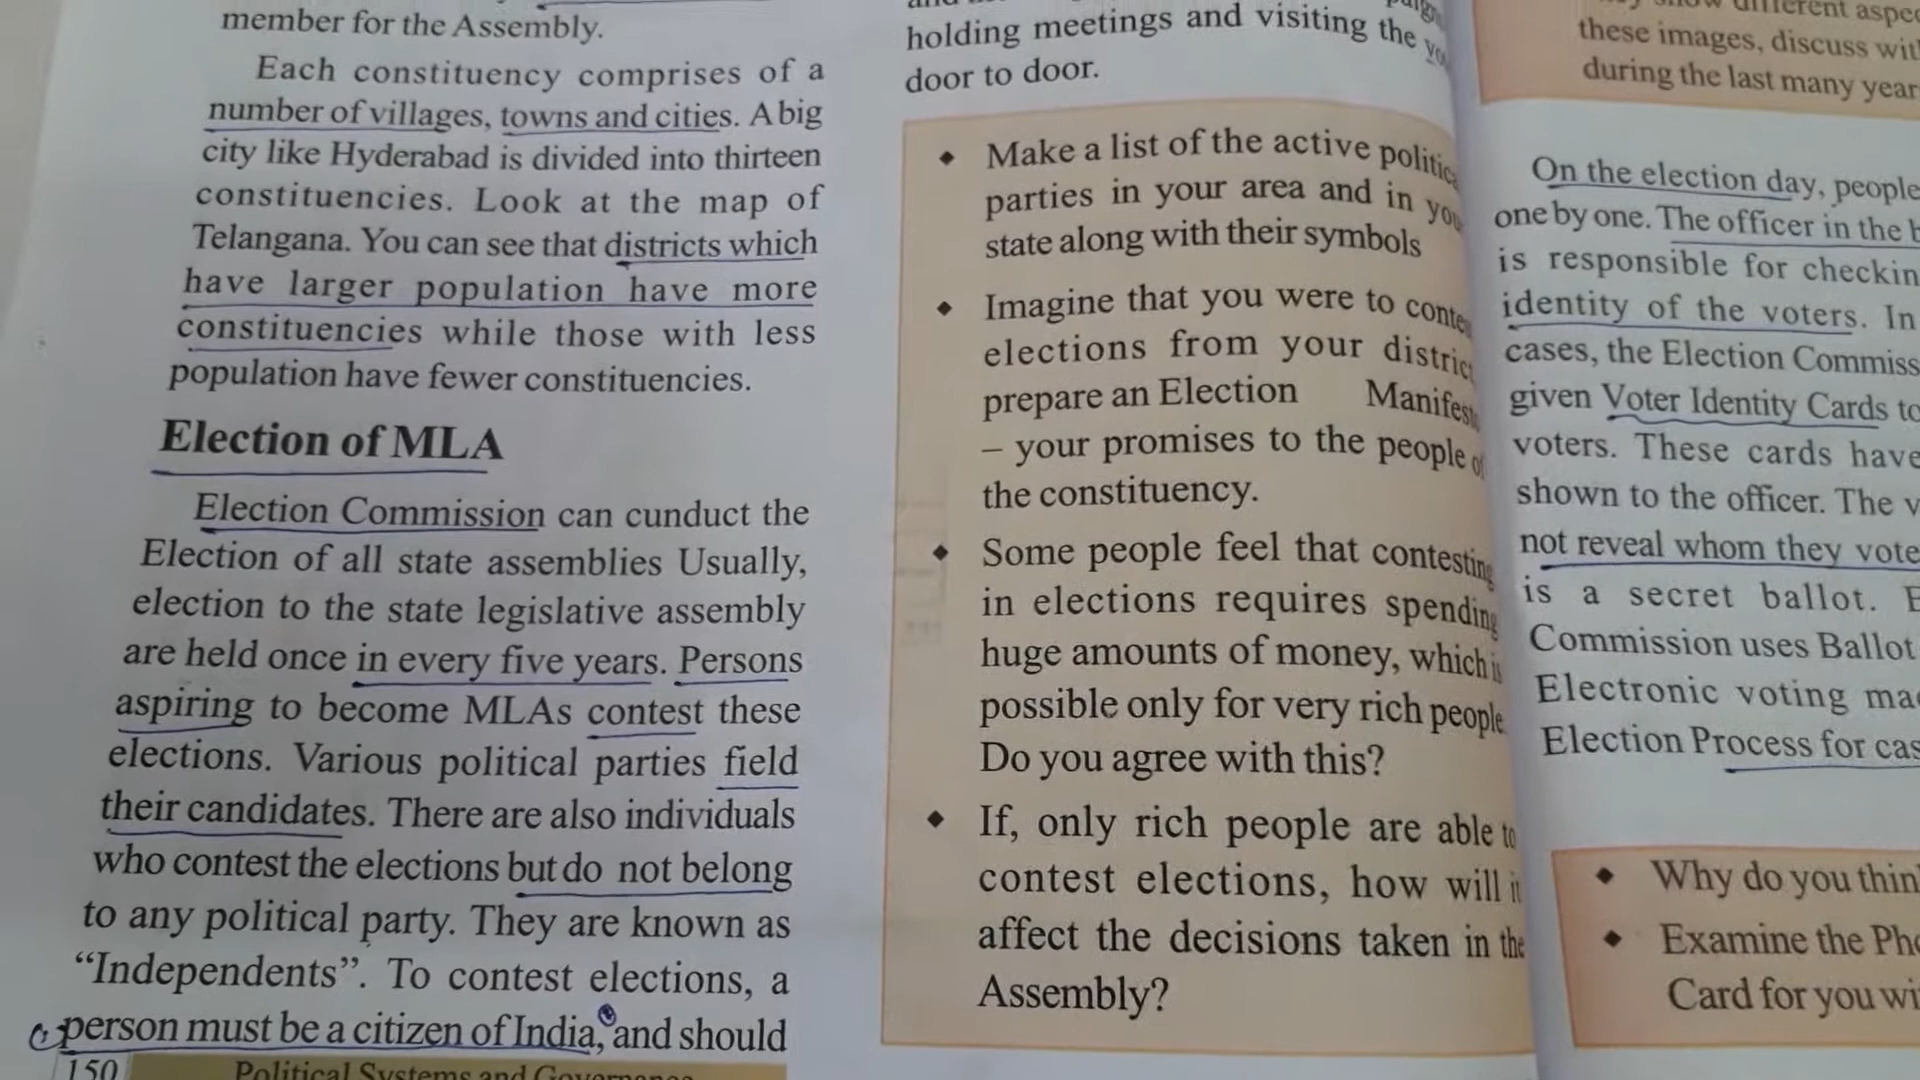 member for the Assembly.
Each constituency comprises of a
number of villages, towns and cities. A big
city like Hyderabad is divided into thirteen
constituencies. Look at the map of
Telangana. You can see that districts which
have larger population have more
constituencies while those with less
population have fewer constituencies.
Election of MLA
Election Commission can cunduct the
Election of all state assemblies Usually,
election to the state legislative assembly
are held once in every five years. Persons
aspiring to become MLAs contest these
elections. Various political parties field
their candidates. There are also individuals
who contest the elections but do not belong
to any political party. They are known as
“Independents”. To contest elections, a
person must be a citizen of India, and should
150 Political Systems and Governance
holding meetings and visiting the
door to door.
◆ Make a list of the active
parties in your area and in
state along with their symbols
◆ Imagine that you were to
elections from your
prepare an Election
– your promises to the people of
the constituency.
◆ Some people feel that contesting
in elections requires spending
huge amounts of money, which is
possible only for very rich people.
Do you agree with this?
◆ If, only rich people are able to
contest elections, how will it
affect the decisions taken in the
Assembly?
different
these images, discuss
during the last many
On the election day, people
one by one. The officer in the
is responsible for
identity of the voters. In
cases, the Election
given Voter Identity Cards to
voters. These cards have
shown to the officer. The
not reveal whom they
is a secret ballot.
Commission uses Ballot
Electronic voting
Election Process for
◆ Why do you
◆ Examine the
Card for you